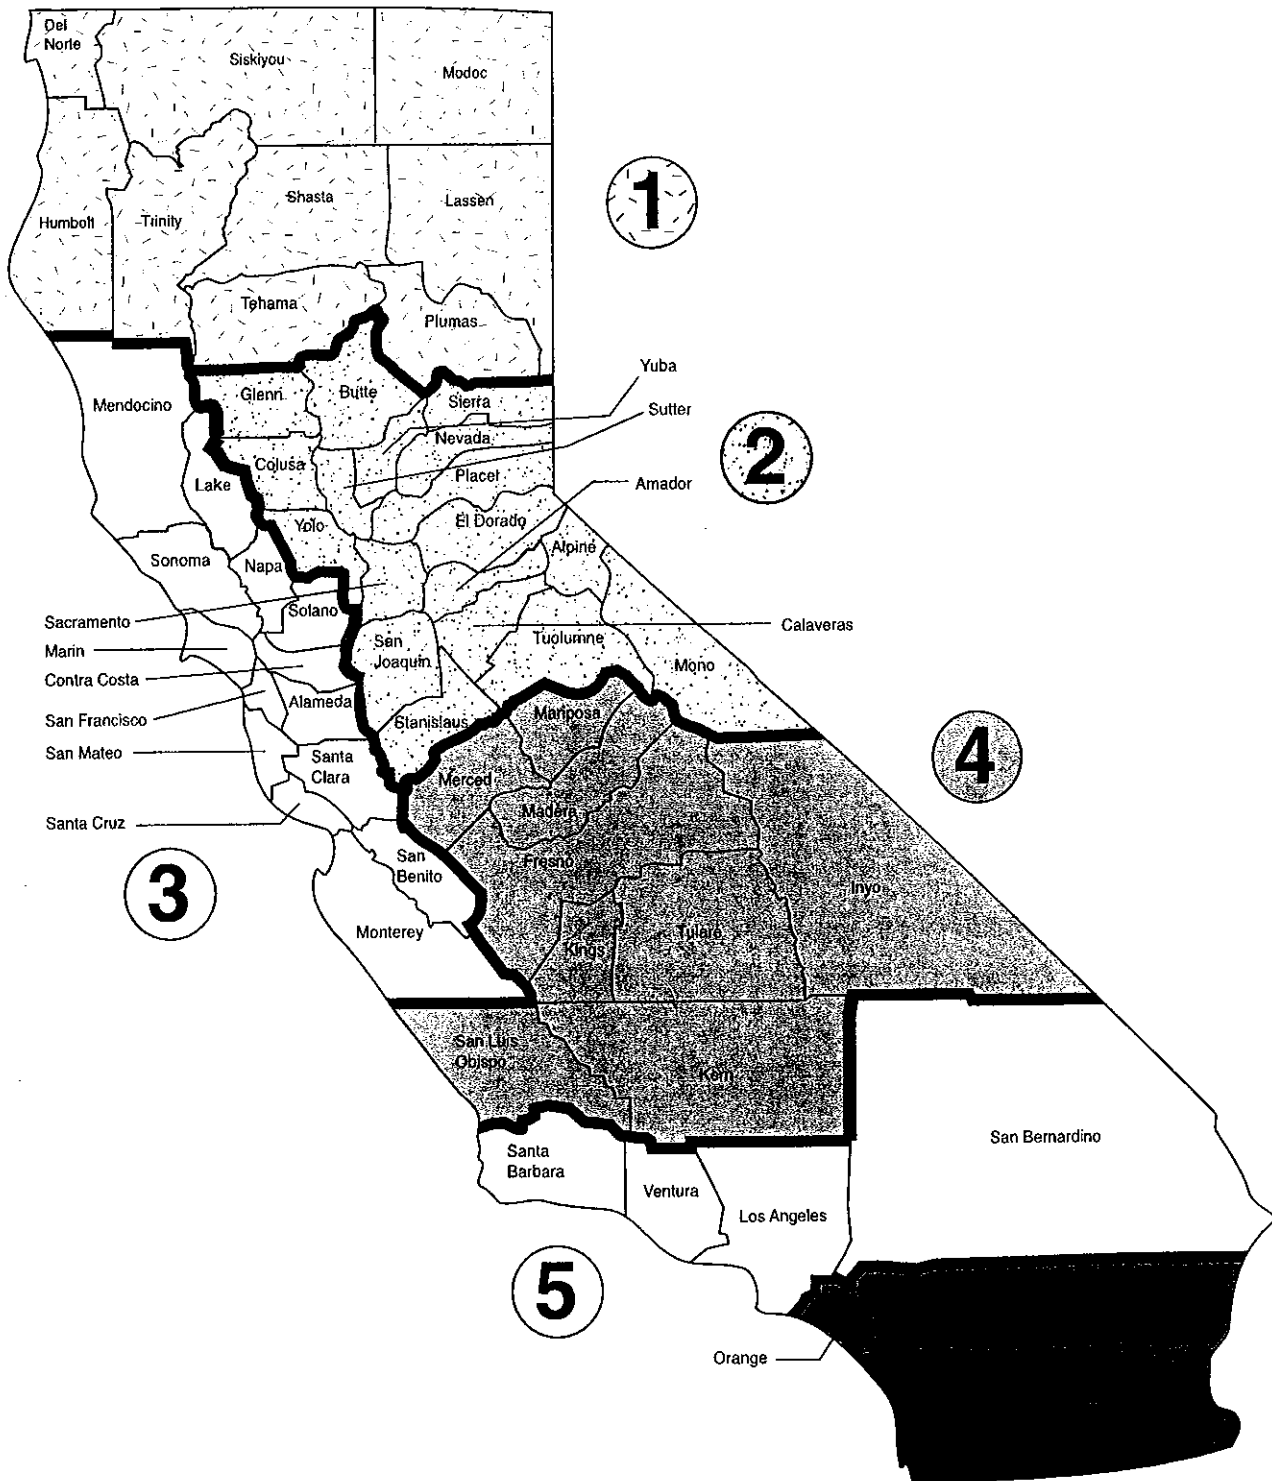 Del
Norle
Siskiyou
Modoc
Humbolt
Trinity
Shasta
Lassen
1
Tehama
Plumas
Mendocino
Glenn
Butte
Sierra
Yuba
Sutter
Nevada
Colusa
Placer
2
Lake
Amador
Yolo
El Dorado
Alpine
Sonoma
Napa
Solano
Sacramento
Calaveras
Marin
San
Joaquin
Tuolumne
Mono
Contra Costa
Alameda
San Francisco
Stanislaus
Mariposa
San Mateo
Santa
Clara
Merced
4
Madera
Santa Cruz
San
Benito
Fresno
3
Inyo
Monterey
Kings
Tulare
San Luis
Obispo
Kern
Santa
Barbara
San Bernardino
Ventura
Los Angeles
5
Orange